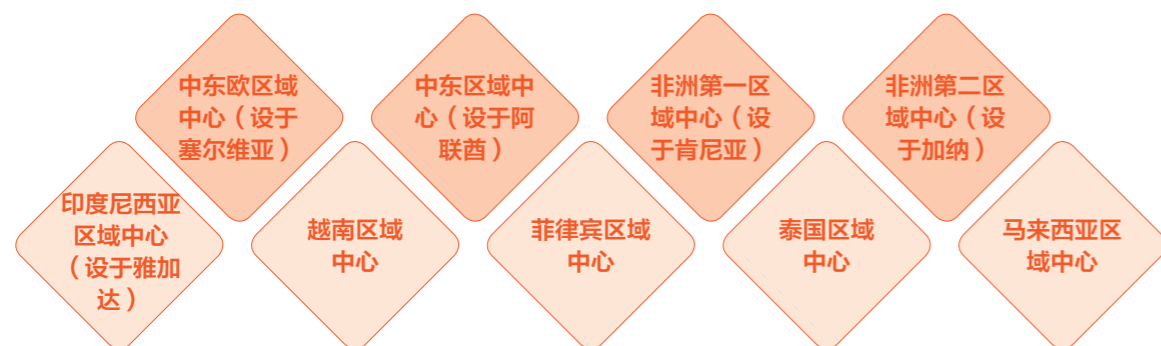 中东欧区域
中心（设于
塞尔维亚）
中东区域中
心（设于阿
联酋）
非洲第一区
域中心（设
于肯尼亚）
非洲第二区
域中心（设
于加纳）
印度尼西亚
区域中心
（设于雅加
达）
越南区域
中心
菲律宾区域
中心
泰国区域
中心
马来西亚区
域中心